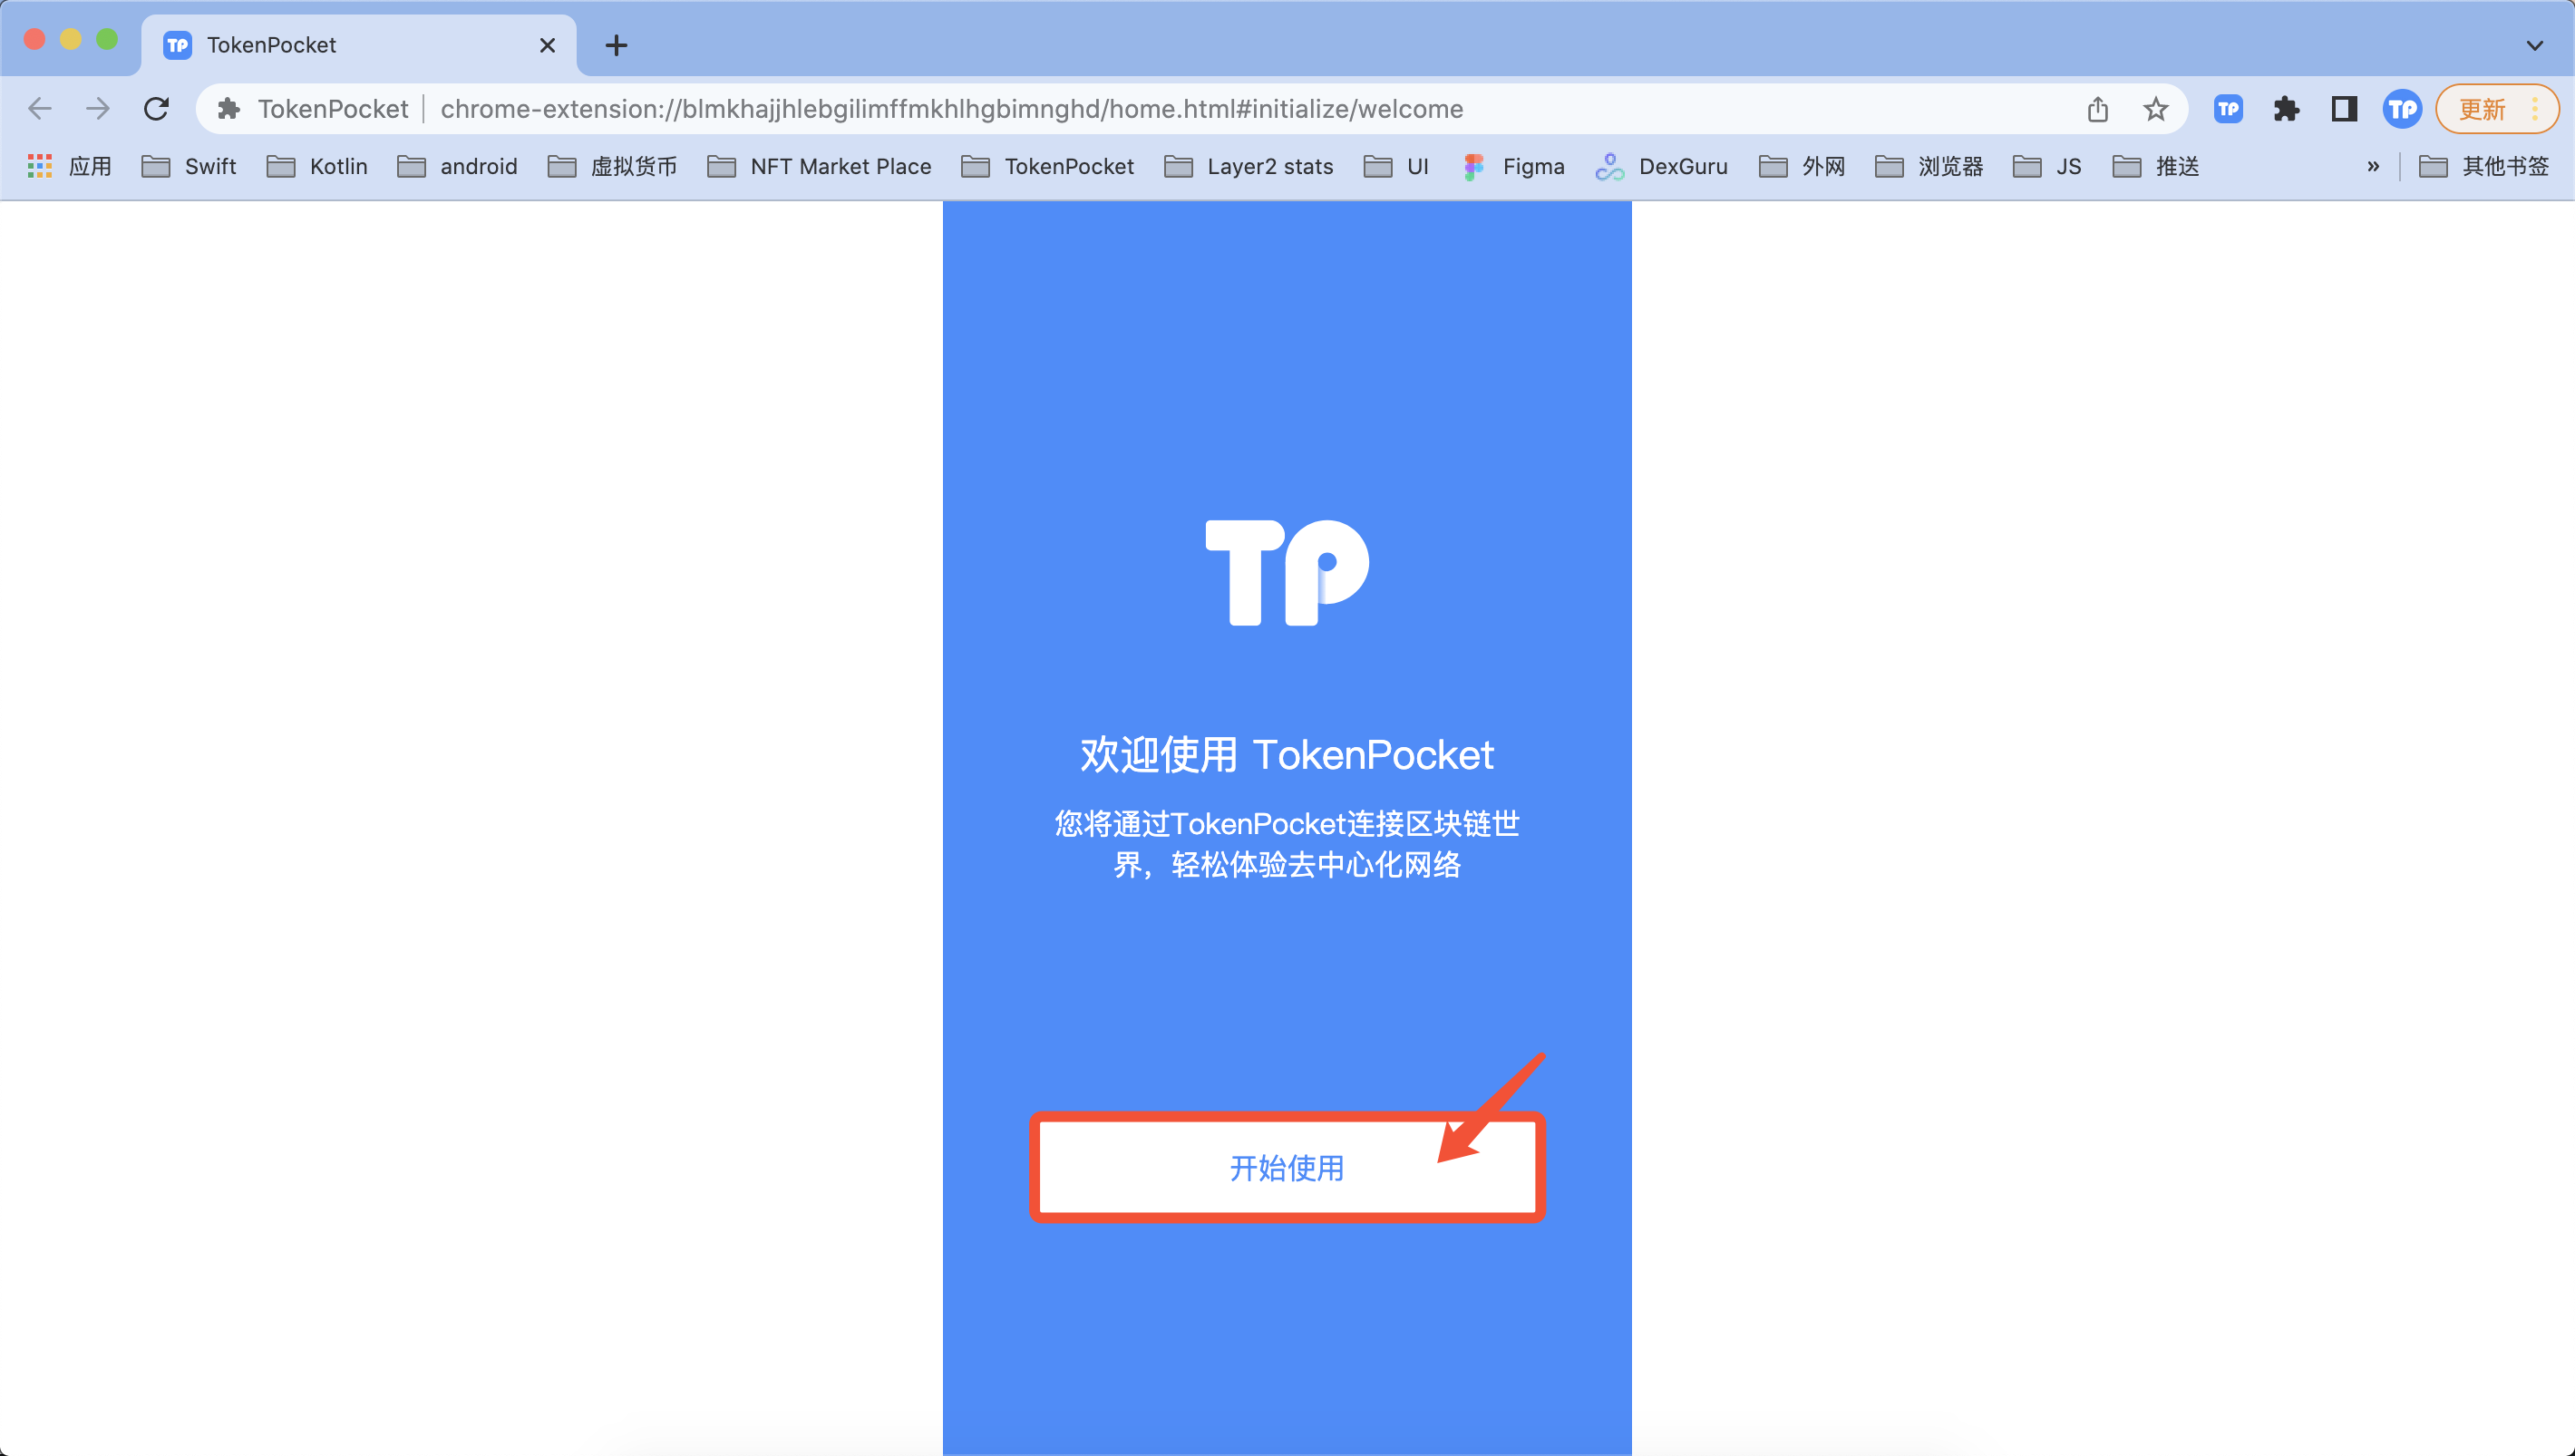 TP TokenPocket
TokenPocket chrome-extension://blmkhajjhlebgilimffmkhlhgbimnghd/home.html#initialize/welcome TP TP 更新
应用 Swift Kotlin android 虚拟货币 NFT Market Place TokenPocket Layer2 stats UI Figma DexGuru 外网 浏览器 JS 推送 » 其他书签
TP
欢迎使用 TokenPocket
您将通过TokenPocket连接区块链世
界，轻松体验去中心化网络
开始使用